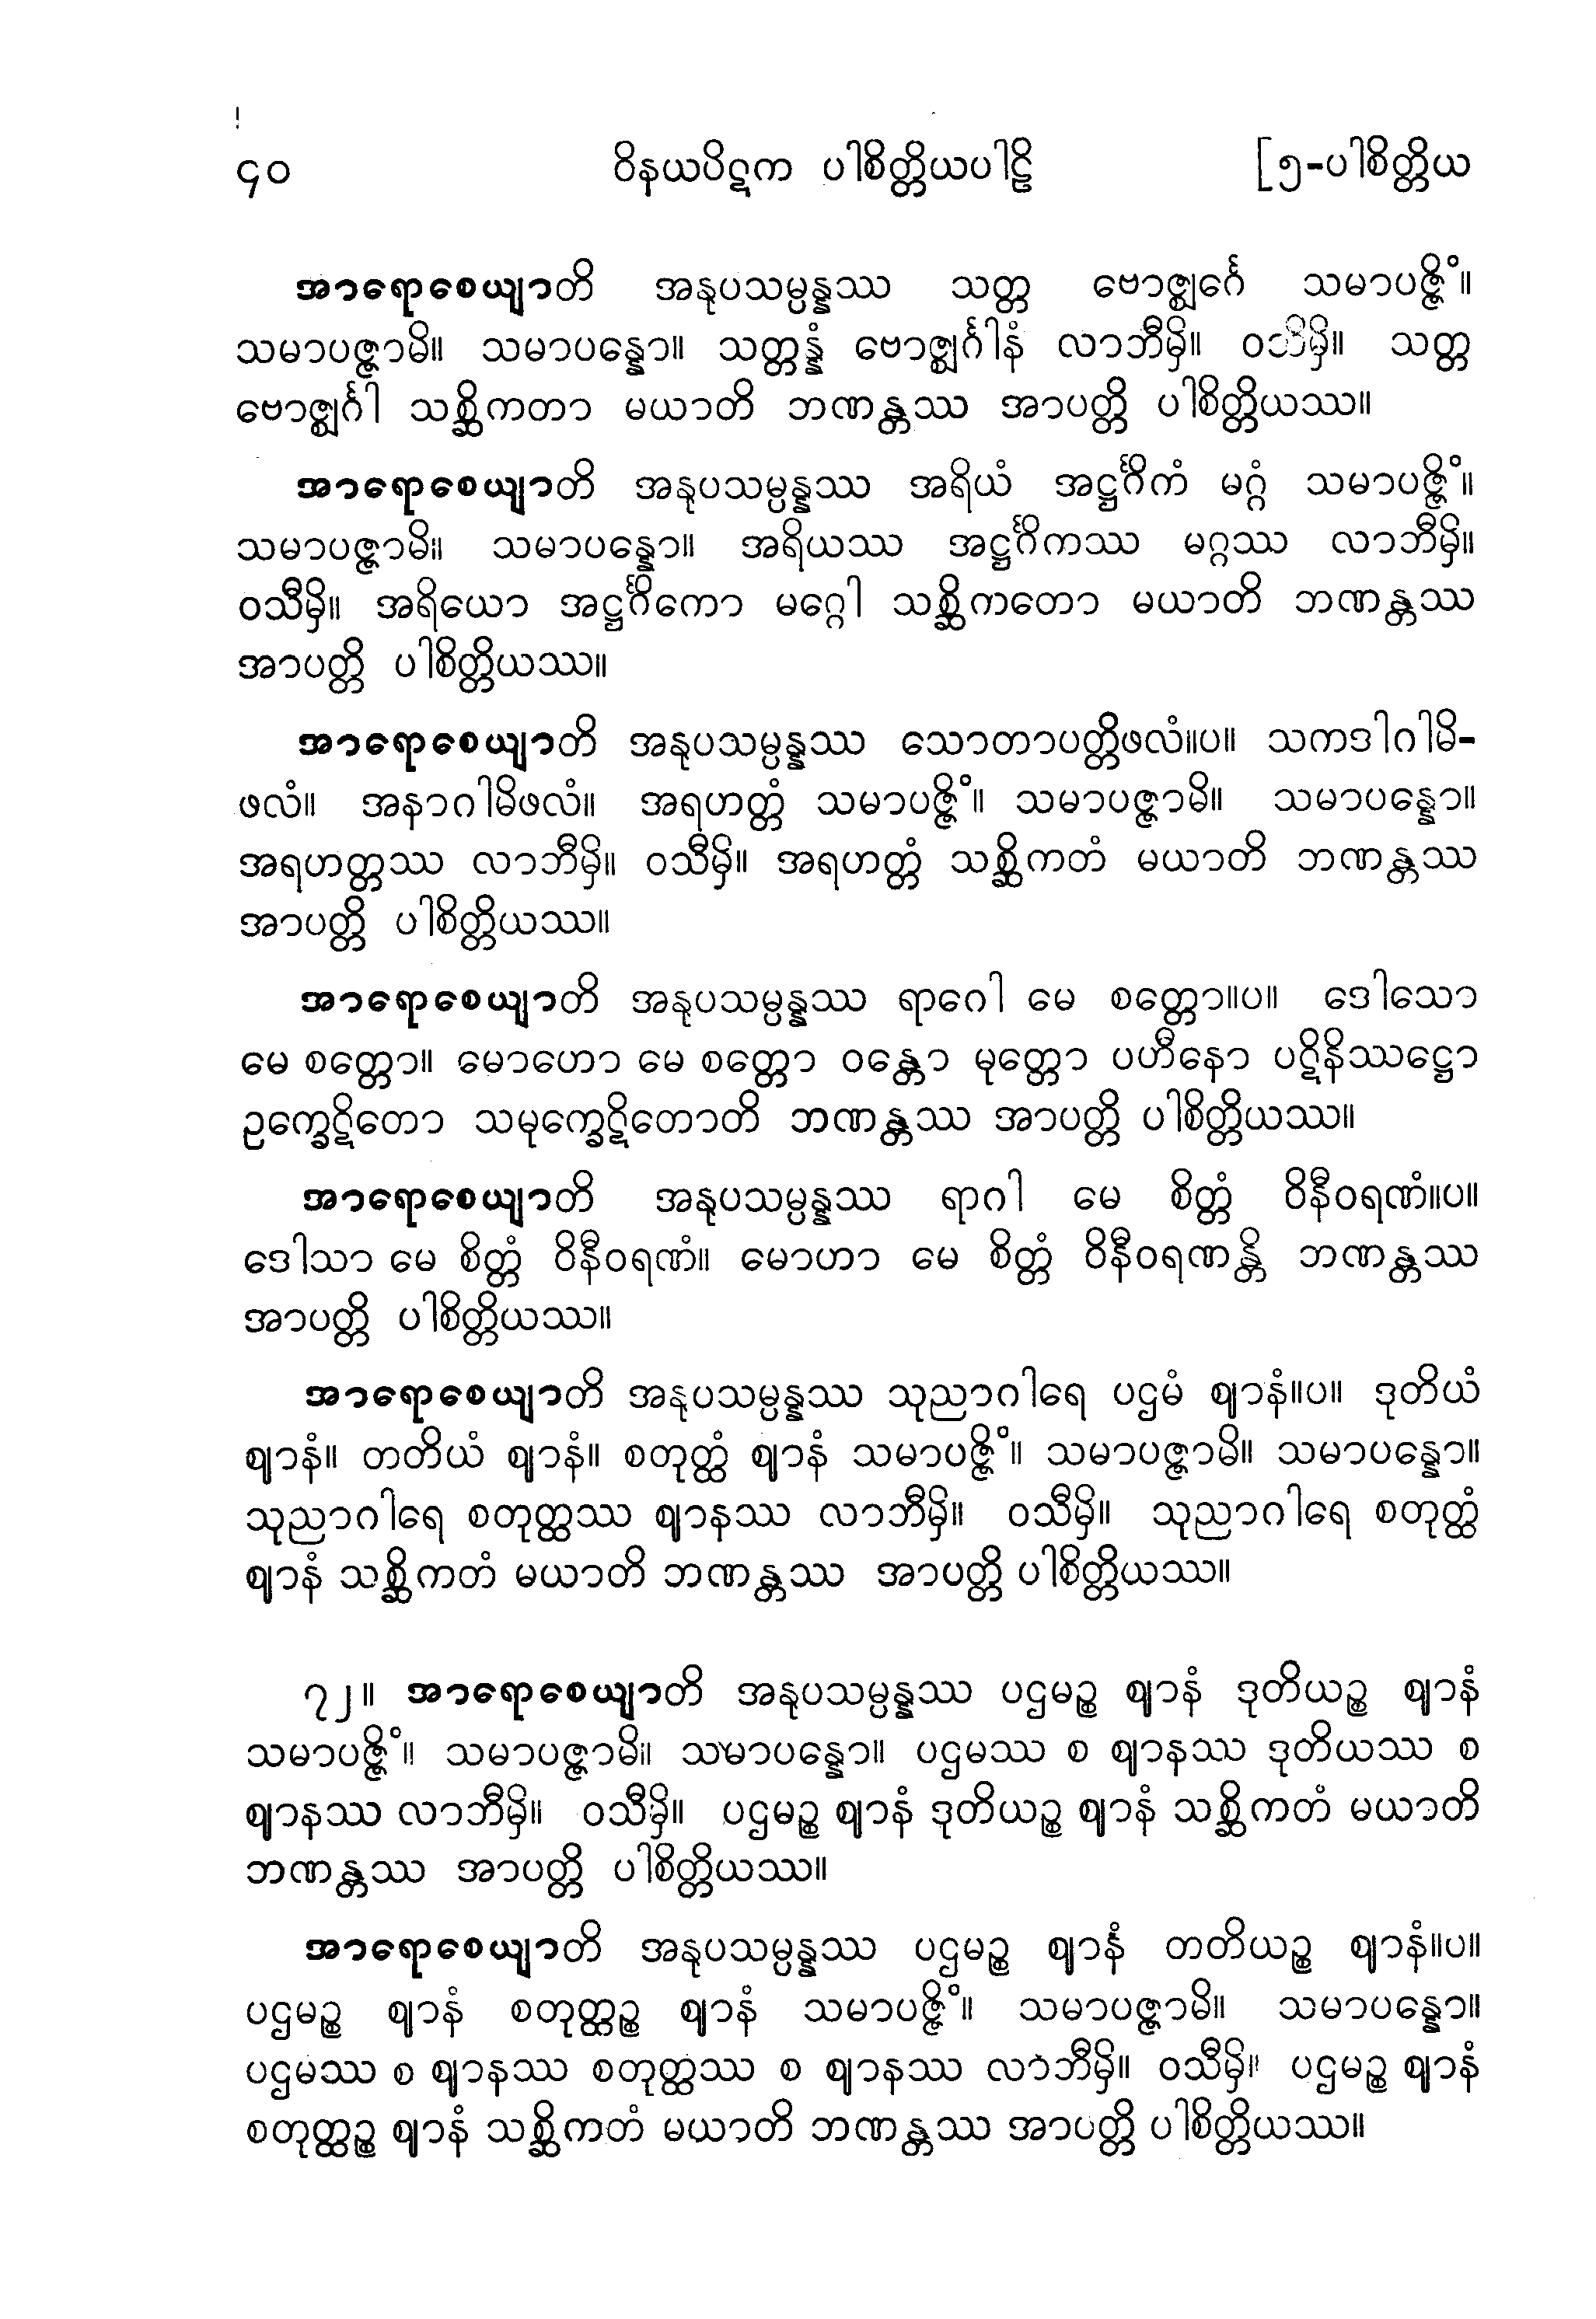 ၄၀ ဝိနယပိဋက ပါစိတ္တိယပါဠိ [၅-ပါစိတ္တိယ
အာရောစေယျာတိ အနုပသမ္ပန္နဿ သတ္တ ဗောဇ္ဈင်္ဂေ သမာပဇ္ဇိံ။
သမာပဇ္ဇာမိ။ သမာပန္နော။ သတ္တန္နံ ဗောဇ္ဈင်္ဂါနံ လာဘီမှိ။ ဝသီမှိ။ သတ္တ
ဗောဇ္ဈင်္ဂါ သစ္ဆိကတာ မယာတိ ဘဏန္တဿ အာပတ္တိ ပါစိတ္တိယဿ။
အာရောစေယျာတိ အနုပသမ္ပန္နဿ အရိယံ အဋ္ဌင်္ဂိကံ မဂ္ဂံ သမာပဇ္ဇိံ။
သမာပဇ္ဇာမိ။ သမာပန္နော။ အရိယဿ အဋ္ဌင်္ဂိကဿ မဂ္ဂဿ လာဘီမှိ။
ဝသီမှိ။ အရိယော အဋ္ဌင်္ဂိကော မဂ္ဂေါ သစ္ဆိကတော မယာတိ ဘဏန္တဿ
အာပတ္တိ ပါစိတ္တိယဿ။
အာရောစေယျာတိ အနုပသမ္ပန္နဿ သောတာပတ္တိဖလံ။ပ။ သကဒါဂါမိ-
ဖလံ။ အနာဂါမိဖလံ။ အရဟတ္တံ သမာပဇ္ဇိံ။ သမာပဇ္ဇာမိ။ သမာပန္နော။
အရဟတ္တဿ လာဘီမှိ။ ဝသီမှိ။ အရဟတ္တံ သစ္ဆိကတံ မယာတိ ဘဏန္တဿ
အာပတ္တိ ပါစိတ္တိယဿ။
အာရောစေယျာတိ အနုပသမ္ပန္နဿ ရာဂေါ မေ စတ္တော။ပ။ ဒေါသော
မေ စတ္တော။ မောဟော မေ စတ္တော ဝန္တော မုတ္တော ပဟီနော ပဋိနိဿဋ္ဌော
ဥက္ခေဋိတော သမုက္ခေဋိတောတိ ဘဏန္တဿ အာပတ္တိ ပါစိတ္တိယဿ။
အာရောစေယျာတိ အနုပသမ္ပန္နဿ ရာဂါ မေ စိတ္တံ ဝိနီဝရဏံ။ပ။
ဒေါသာ မေ စိတ္တံ ဝိနီဝရဏံ။ မောဟာ မေ စိတ္တံ ဝိနီဝရဏန္တိ ဘဏန္တဿ
အာပတ္တိ ပါစိတ္တိယဿ။
အာရောစေယျာတိ အနုပသမ္ပန္နဿ သုညာဂါရေ ပဌမံ ဈာနံ။ပ။ ဒုတိယံ
ဈာနံ။ တတိယံ ဈာနံ။ စတုတ္ထံ ဈာနံ သမာပဇ္ဇိံ။ သမာပဇ္ဇာမိ။ သမာပန္နော။
သုညာဂါရေ စတုတ္ထဿ ဈာနဿ လာဘီမှိ။ ဝသီမှိ။ သုညာဂါရေ စတုတ္ထံ
ဈာနံ သစ္ဆိကတံ မယာတိ ဘဏန္တဿ အာပတ္တိ ပါစိတ္တိယဿ။
၇၂။ အာရောစေယျာတိ အနုပသမ္ပန္နဿ ပဌမဉ္စ ဈာနံ ဒုတိယဉ္စ ဈာနံ
သမာပဇ္ဇိံ။ သမာပဇ္ဇာမိ။ သမာပန္နော။ ပဌမဿ စ ဈာနဿ ဒုတိယဿ စ
ဈာနဿ လာဘီမှိ။ ဝသီမှိ။ ပဌမဉ္စ ဈာနံ ဒုတိယဉ္စ ဈာနံ သစ္ဆိကတံ မယာတိ
ဘဏန္တဿ အာပတ္တိ ပါစိတ္တိယဿ။
အာရောစေယျာတိ အနုပသမ္ပန္နဿ ပဌမဉ္စ ဈာနံ တတိယဉ္စ ဈာနံ။ပ။
ပဌမဉ္စ ဈာနံ စတုတ္ထဉ္စ ဈာနံ သမာပဇ္ဇိံ။ သမာပဇ္ဇာမိ။ သမာပန္နော။
ပဌမဿ စ ဈာနဿ စတုတ္ထဿ စ ဈာနဿ လာဘီမှိ။ ဝသီမှိ။ ပဌမဉ္စ ဈာနံ
စတုတ္ထဉ္စ ဈာနံ သစ္ဆိကတံ မယာတိ ဘဏန္တဿ အာပတ္တိ ပါစိတ္တိယဿ။